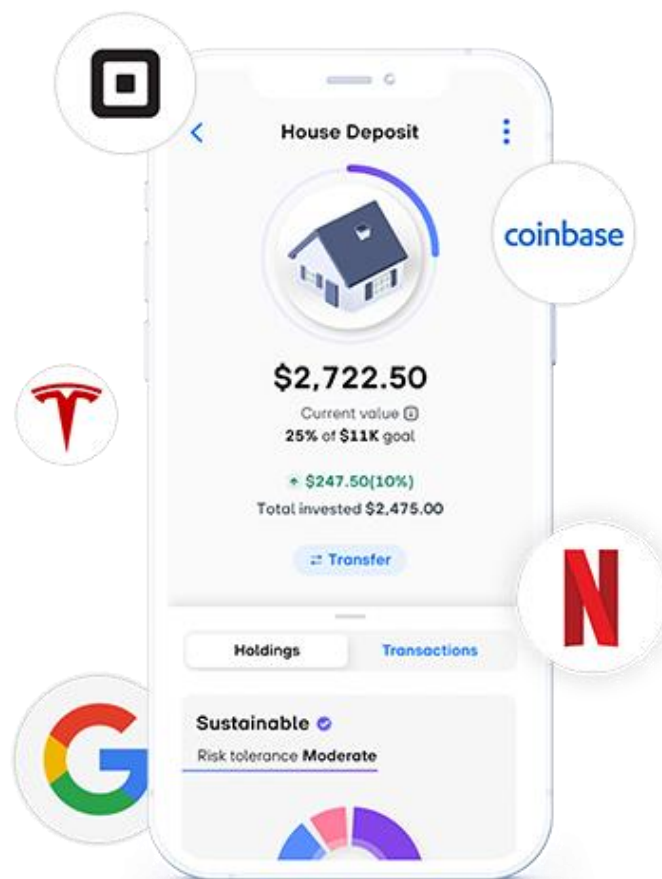 House Deposit
coinbase
$2,722.50
Current value
25% of $11K goal
$247.50(10%)
Total invested $2,475.00
Transfer
Holdings
Transactions
Sustainable
Risk tolerance Moderate